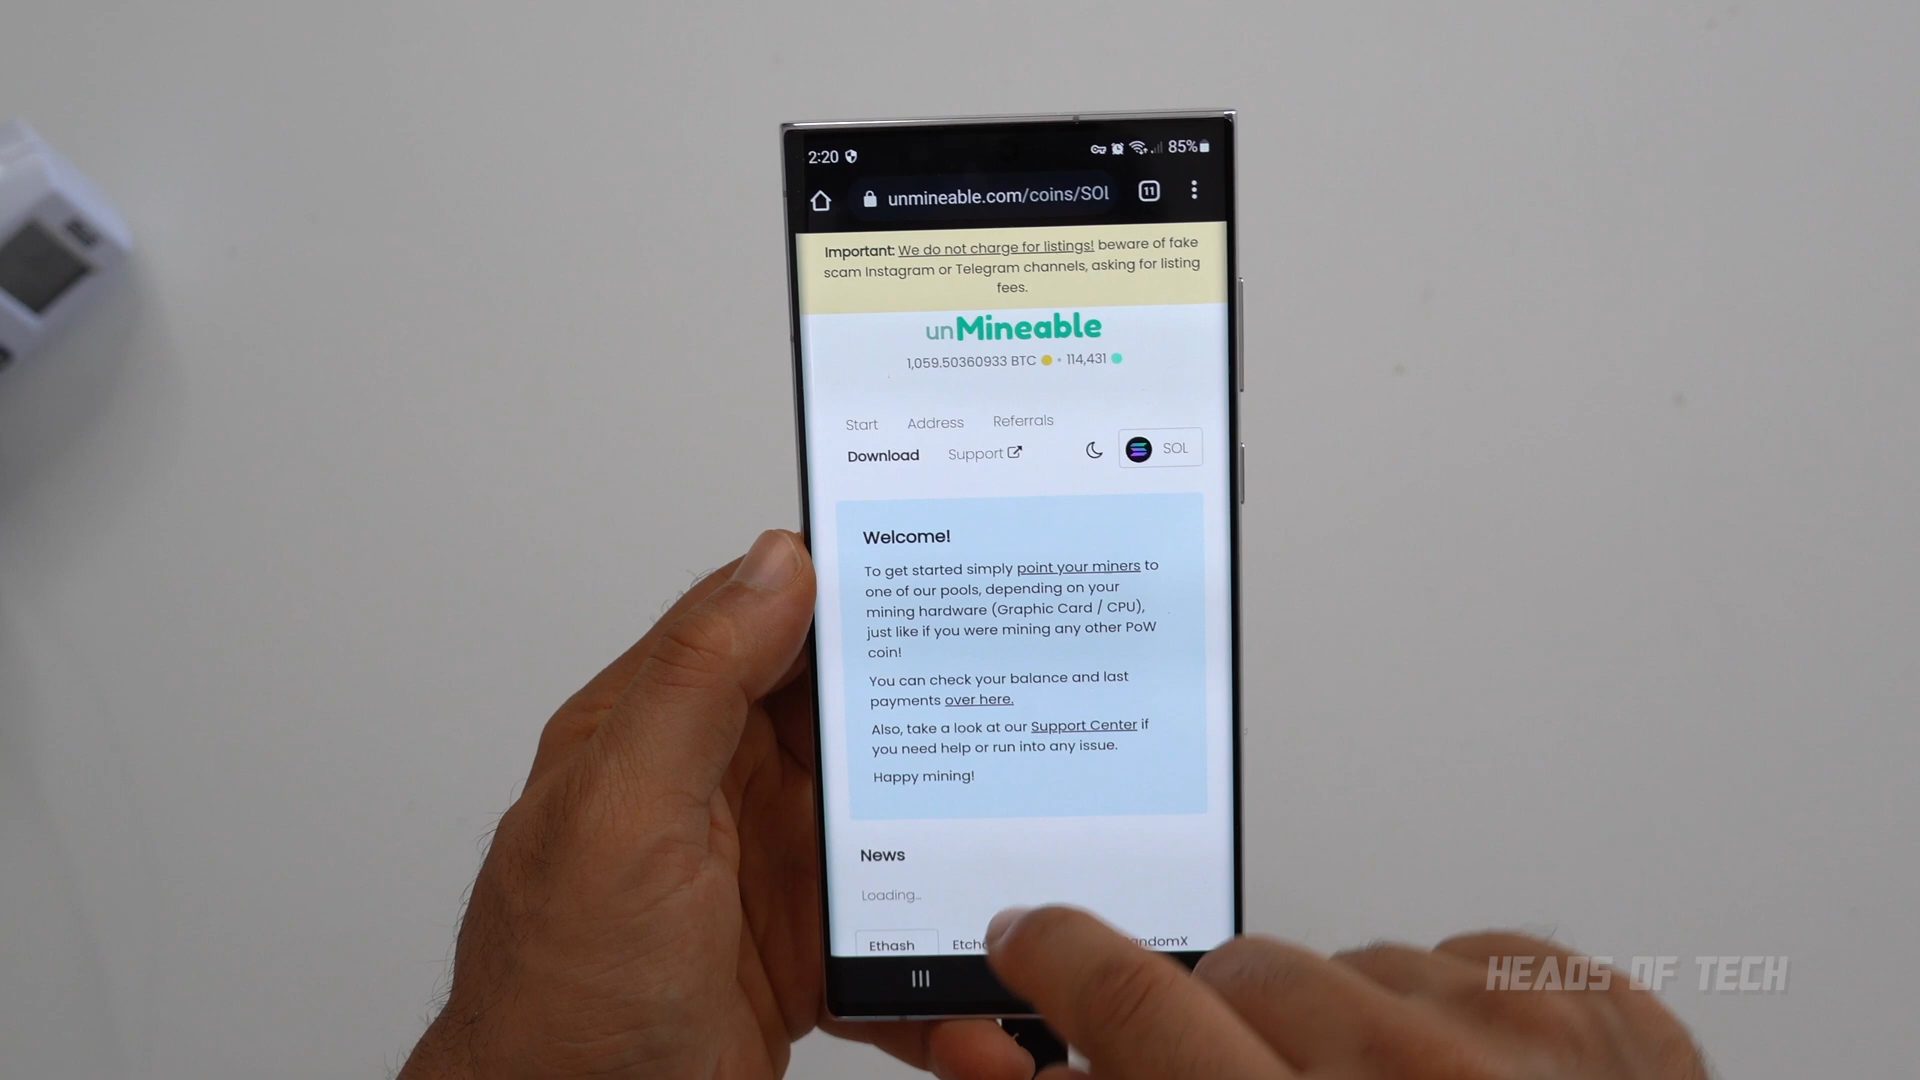 2:20 85%
unmineable.com/coins/SOL 11
Important: We do not charge for listings! beware of fake
scam Instagram or Telegram channels, asking for listing
fees.
unMineable
1,059.50360933 BTC • 114,431
Start Address Referrals
Download Support SOL
Welcome!
To get started simply point your miners to
one of our pools, depending on your
mining hardware (Graphic Card / CPU),
just like if you were mining any other PoW
coin!
You can check your balance and last
payments over here.
Also, take a look at our Support Center if
you need help or run into any issue.
Happy mining!
News
Loading...
Ethash
HEADS OF TECH